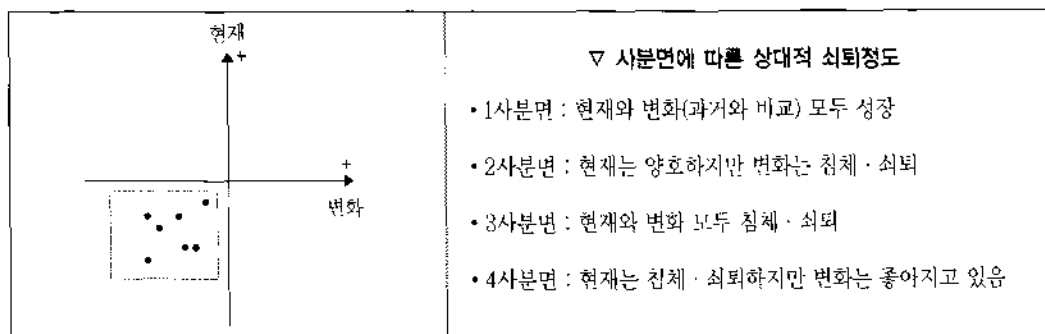 현재
+
+
변화
▽ 사분면에 따른 상대적 쇠퇴정도
• 1사분면 : 현재와 변화(과거와 비교) 모두 성장
• 2사분면 : 현재는 양호하지만 변화는 침체 · 쇠퇴
• 3사분면 : 현재와 변화 모두 침체 · 쇠퇴
• 4사분면 : 현재는 침체 · 쇠퇴하지만 변화는 좋아지고 있음